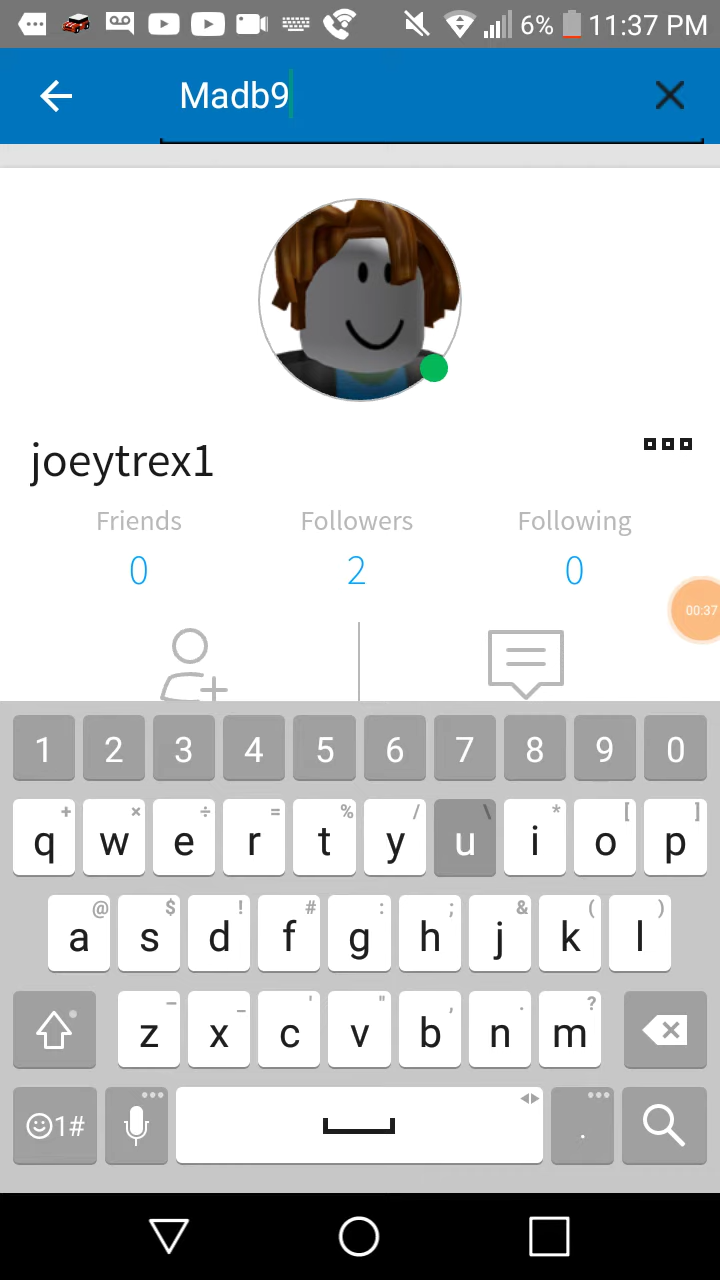 6% 11:37 PM
Madb9
joeytrex1
Friends Followers Following
0 2 0
00:37
1 2 3 4 5 6 7 8 9 0
+ × ÷ = % / \ * [ ]
q w e r t y u i o p
@ $ ! # : ; & ( )
a s d f g h j k l
- _ ' " , . ?
z x c v b n m
1# .